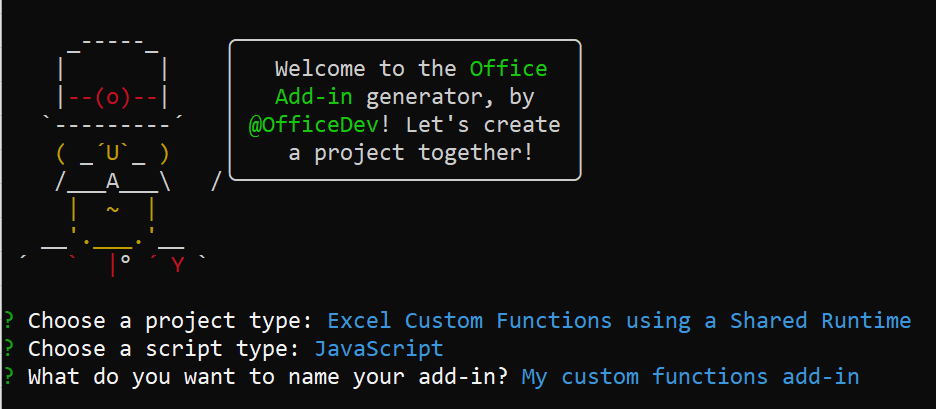 Welcome to the Office
Add-in generator, by
@OfficeDev! Let's create
a project together!
? Choose a project type: Excel Custom Functions using a Shared Runtime
? Choose a script type: JavaScript
? What do you want to name your add-in? My custom functions add-in